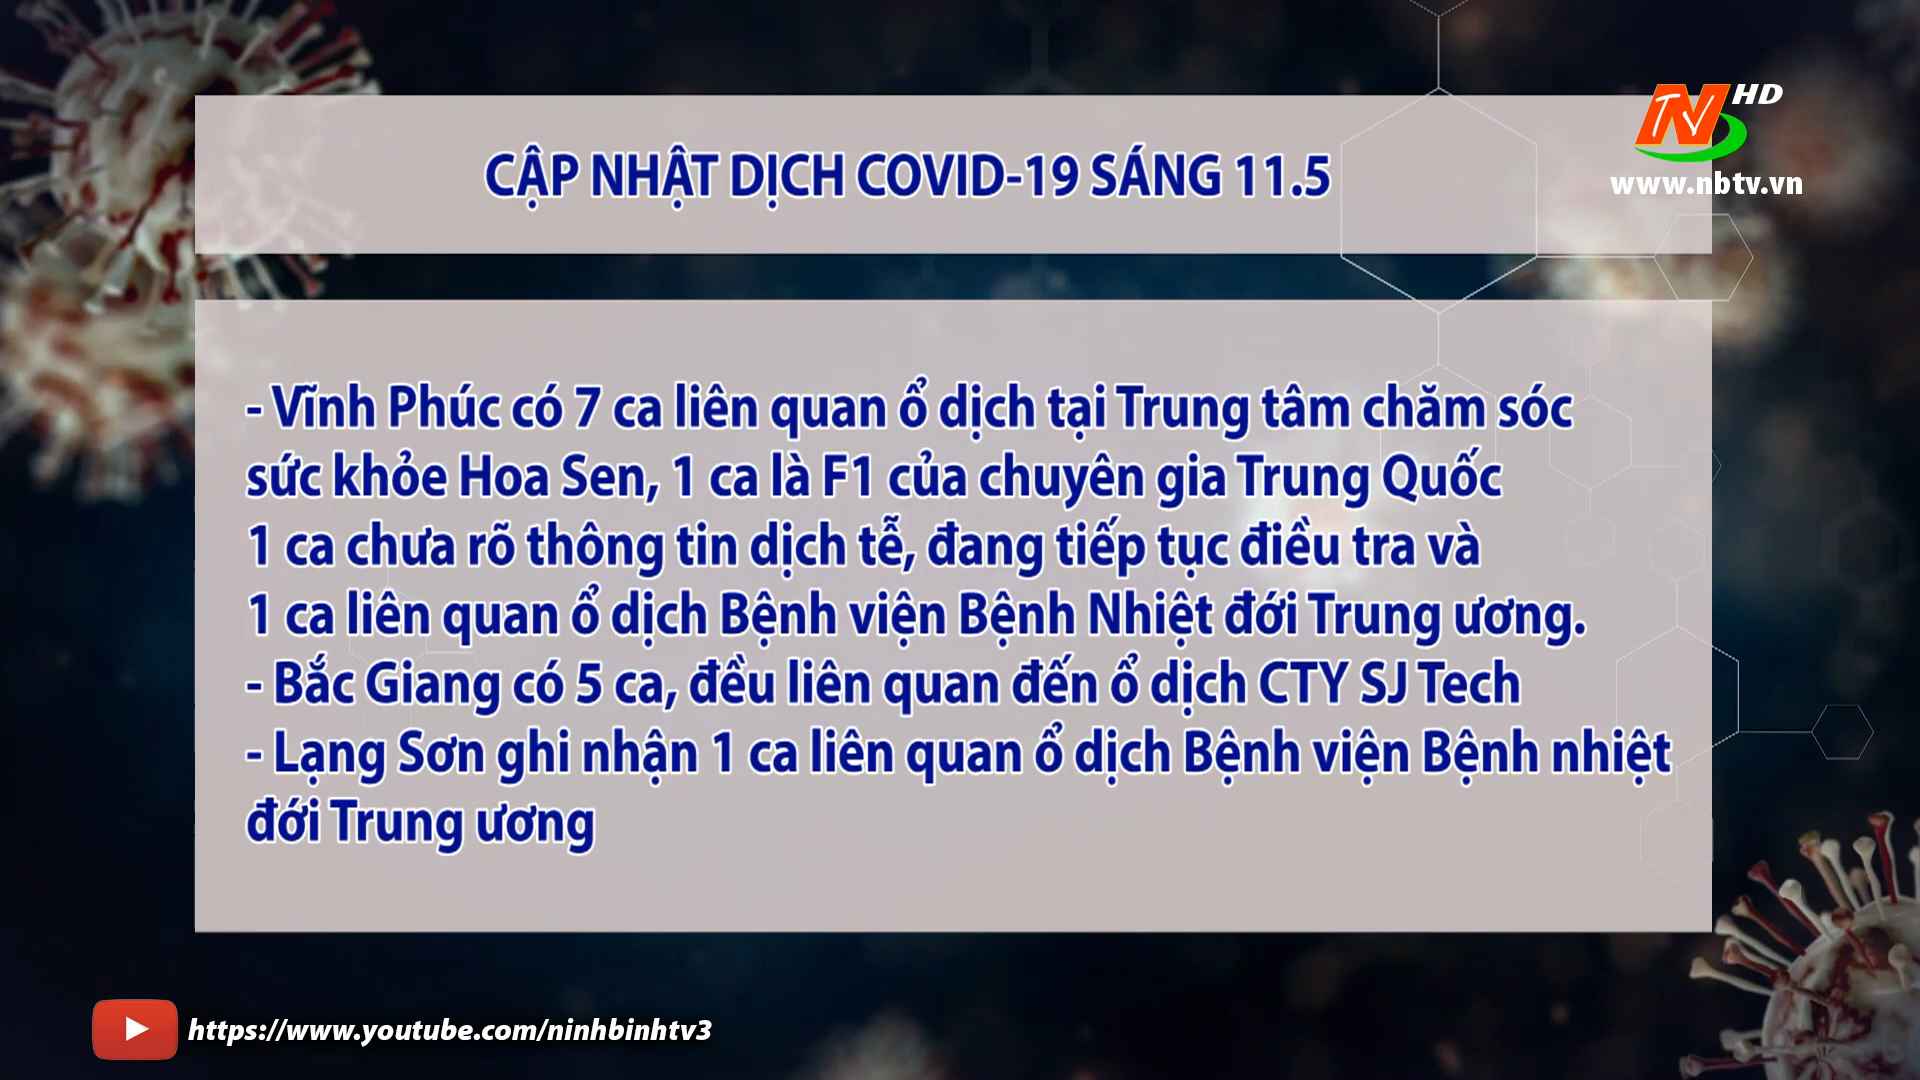 TV N HD
www.nbtv.vn
CẬP NHẬT DỊCH COVID-19 SÁNG 11.5
- Vĩnh Phúc có 7 ca liên quan ổ dịch tại Trung tâm chăm sóc
sức khỏe Hoa Sen, 1 ca là F1 của chuyên gia Trung Quốc
1 ca chưa rõ thông tin dịch tễ, đang tiếp tục điều tra và
1 ca liên quan ổ dịch Bệnh viện Bệnh Nhiệt đới Trung ương.
- Bắc Giang có 5 ca, đều liên quan đến ổ dịch CTY SJ Tech
- Lạng Sơn ghi nhận 1 ca liên quan ổ dịch Bệnh viện Bệnh nhiệt
đới Trung ương
https://www.youtube.com/ninhbinhtv3